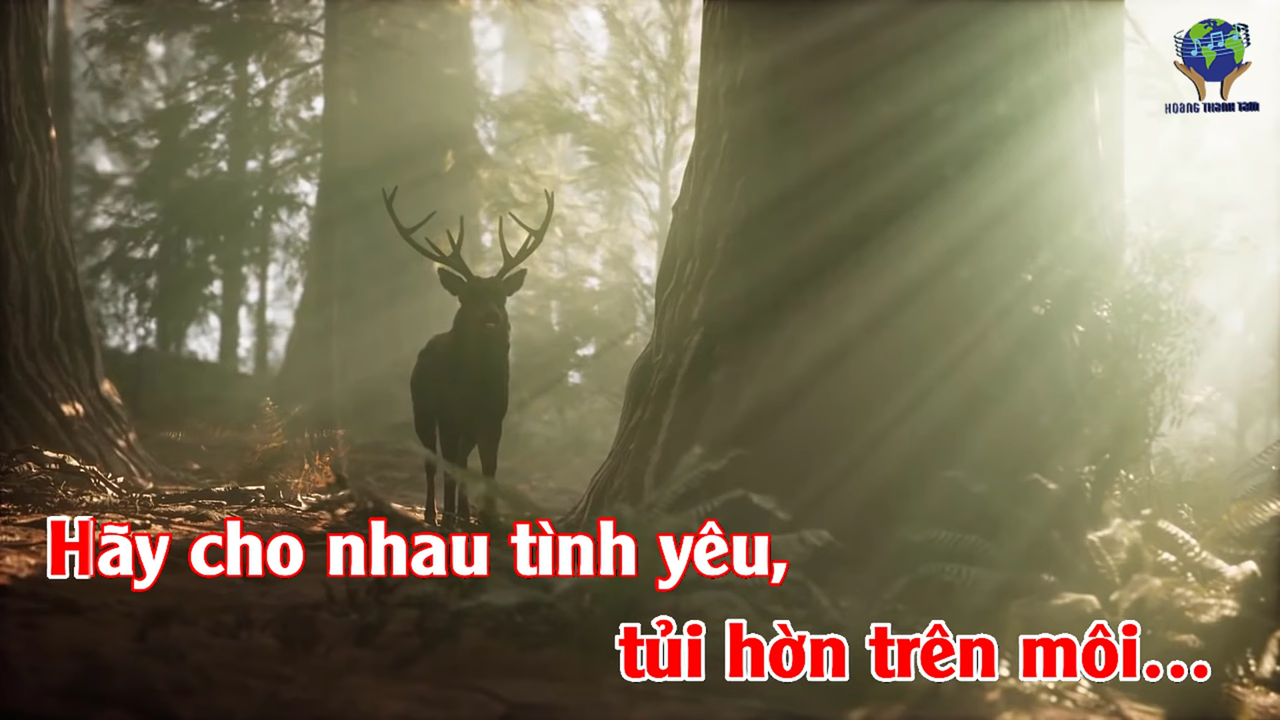 HOANG THANH TAM
Hãy cho nhau tình yêu,
tủi hờn trên môi...